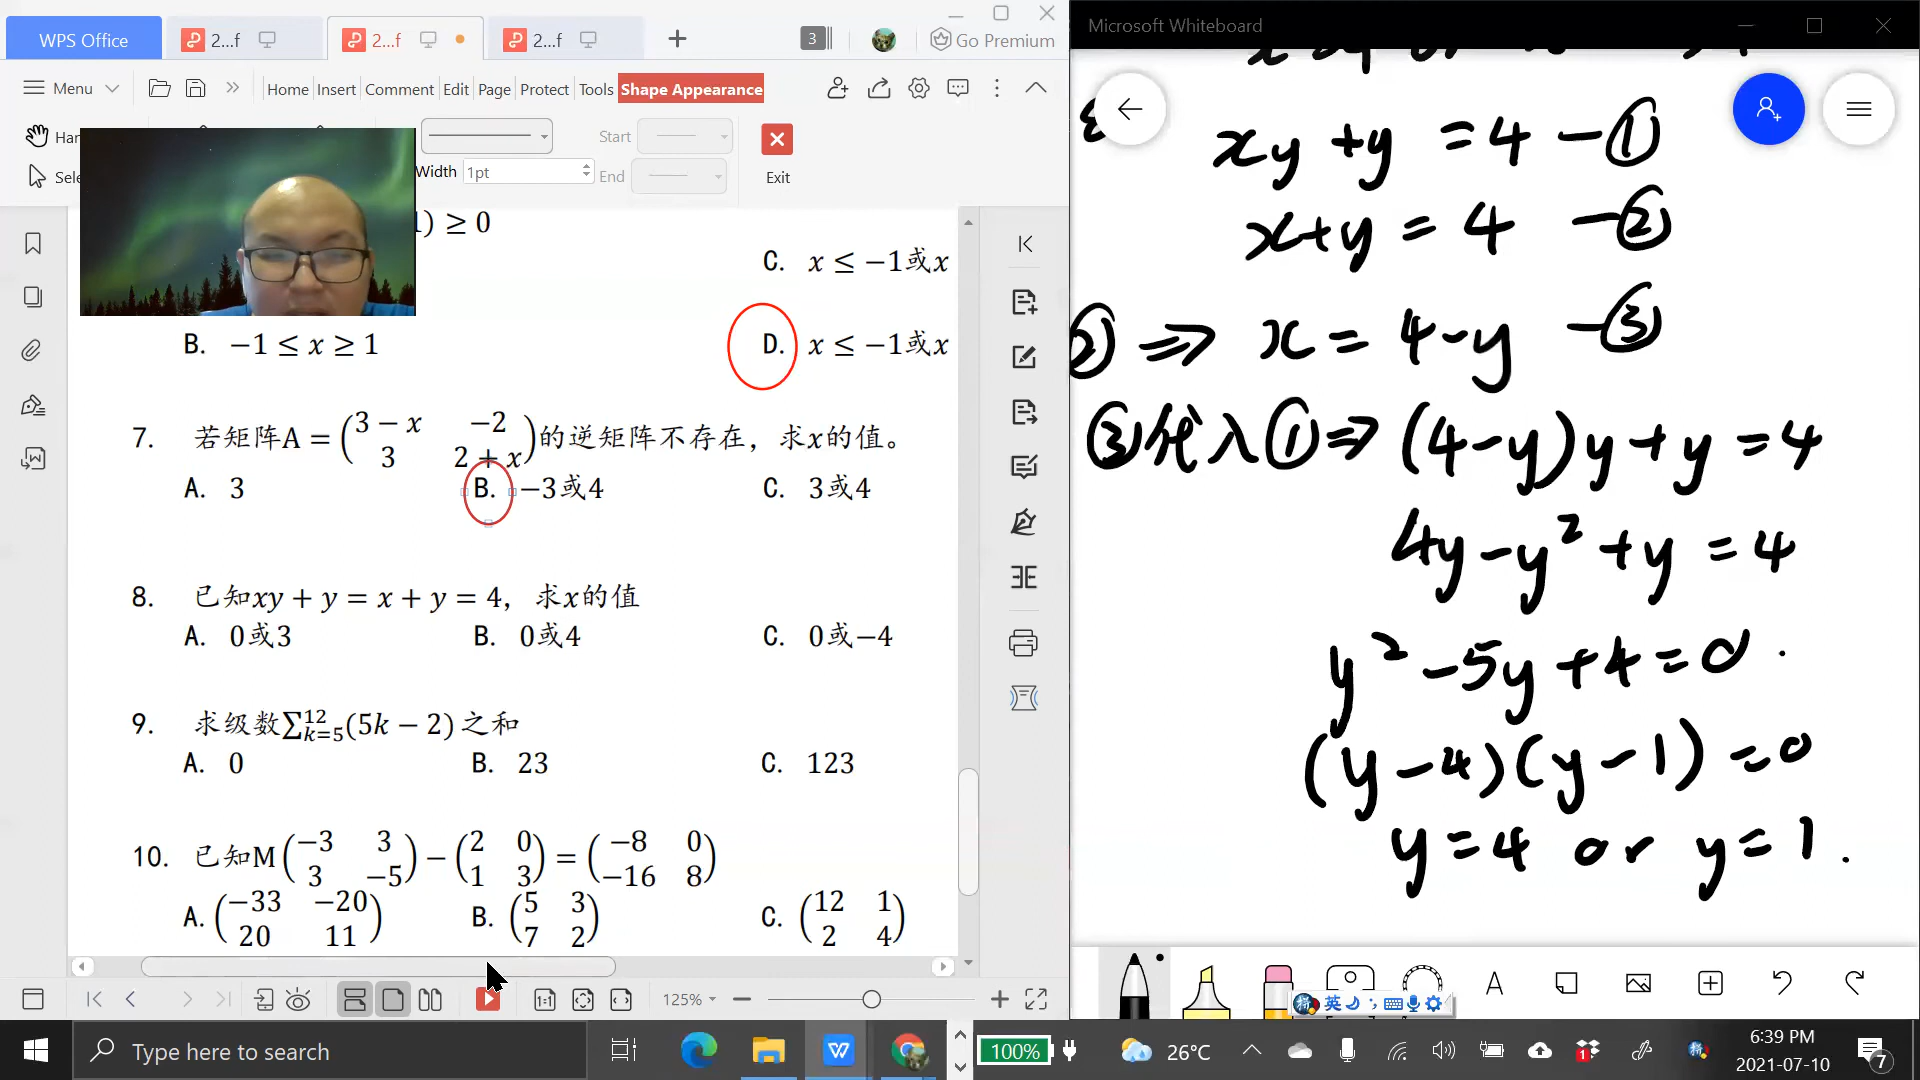 WPS Office
2...f
2...f
2...f
3
Go Premium
Menu
Home Insert Comment Edit Page Protect Tools Shape Appearance
Han
Sele
Width 1pt
Start
End
Exit
1) ≥ 0
C. x ≤ −1或x
B. −1 ≤ x ≥ 1
D. x ≤ −1或x
7. 若矩阵A = (3 − x −2
3 2 + x)的逆矩阵不存在，求x的值。
A. 3 B. −3或4 C. 3或4
8. 已知xy + y = x + y = 4，求x的值
A. 0或3 B. 0或4 C. 0或−4
9. 求级数∑_{k=5}^{12}(5k − 2)之和
A. 0 B. 23 C. 123
10. 已知M(−3 3
3 −5) − (2 0
1 3) = (−8 0
−16 8)
A. (−33 −20
20 11) B. (5 3
7 2) C. (12 1
2 4)
125%
Microsoft Whiteboard
xy + y = 4 — ①
x + y = 4 — ②
② ⇒ x = 4 − y — ③
③代入① ⇒ (4 − y)y + y = 4
4y − y² + y = 4
y² − 5y + 4 = 0
(y − 4)(y − 1) = 0
y = 4 or y = 1.
英
Type here to search
100%
26°C
1
6:39 PM
2021-07-10
7